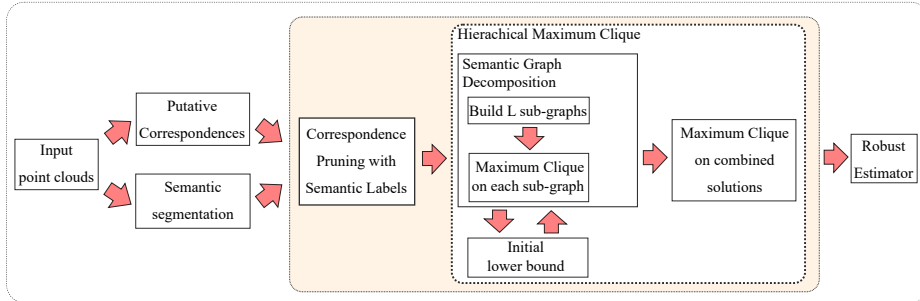 Input
point clouds
Putative
Correspondences
Semantic
segmentation
Correspondence
Pruning with
Semantic Labels
Hierachical Maximum Clique
Semantic Graph
Decomposition
Build L sub-graphs
Maximum Clique
on each sub-graph
Initial
lower bound
Maximum Clique
on combined
solutions
Robust
Estimator